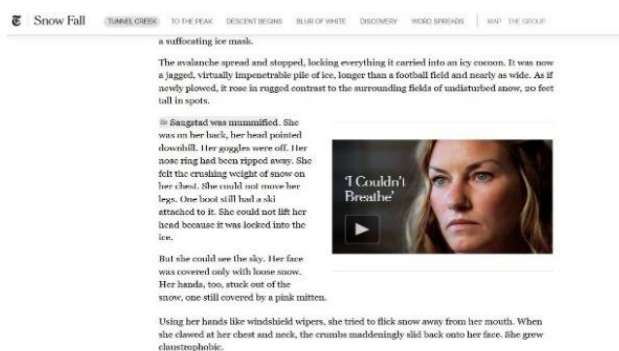 Snow Fall
TUNNEL CREEK TO THE PEAK DESCENT BEGINS BLUR OF WHITE DISCOVERY WORD SPREADS MAP THE GROUP
a suffocating ice mask.
The avalanche spread and stopped, locking everything it carried into an icy cocoon. It was now
a jagged, virtually impenetrable pile of ice, longer than a football field and nearly as wide. As if
newly plowed, it rose in rugged contrast to the surrounding fields of undisturbed snow, 20 feet
tall in spots.
Saugstad was mummified. She
was on her back, her head pointed
downhill. Her goggles were off. Her
nose ring had been ripped away. She
felt the crushing weight of snow on
her chest. She could not move her
legs. One boot still had a ski
attached to it. She could not lift her
head because it was locked into the
ice.
'I Couldn't
Breathe'
But she could see the sky. Her face
was covered only with loose snow.
Her hands, too, stuck out of the
snow, one still covered by a pink mitten.
Using her hands like windshield wipers, she tried to flick snow away from her mouth. When
she clawed at her chest and neck, the crumbs maddeningly slid back onto her face. She grew
claustrophobic.